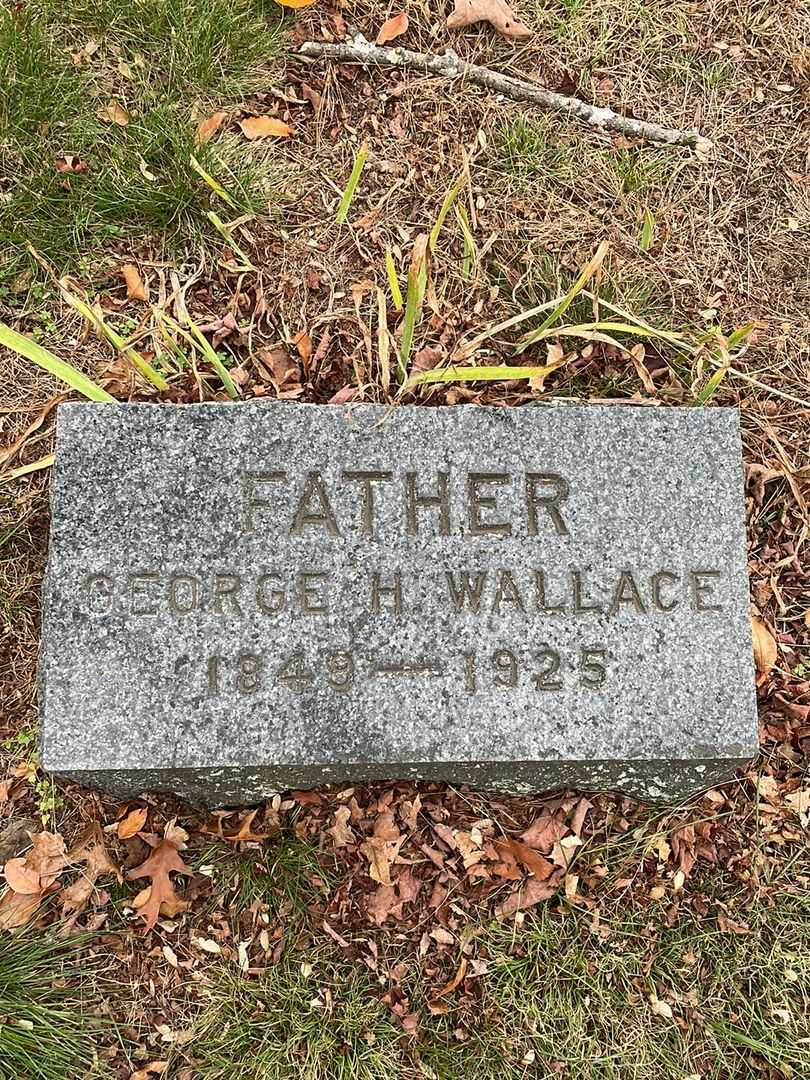 FATHER
GEORGE H WALLACE
1849 — 1925